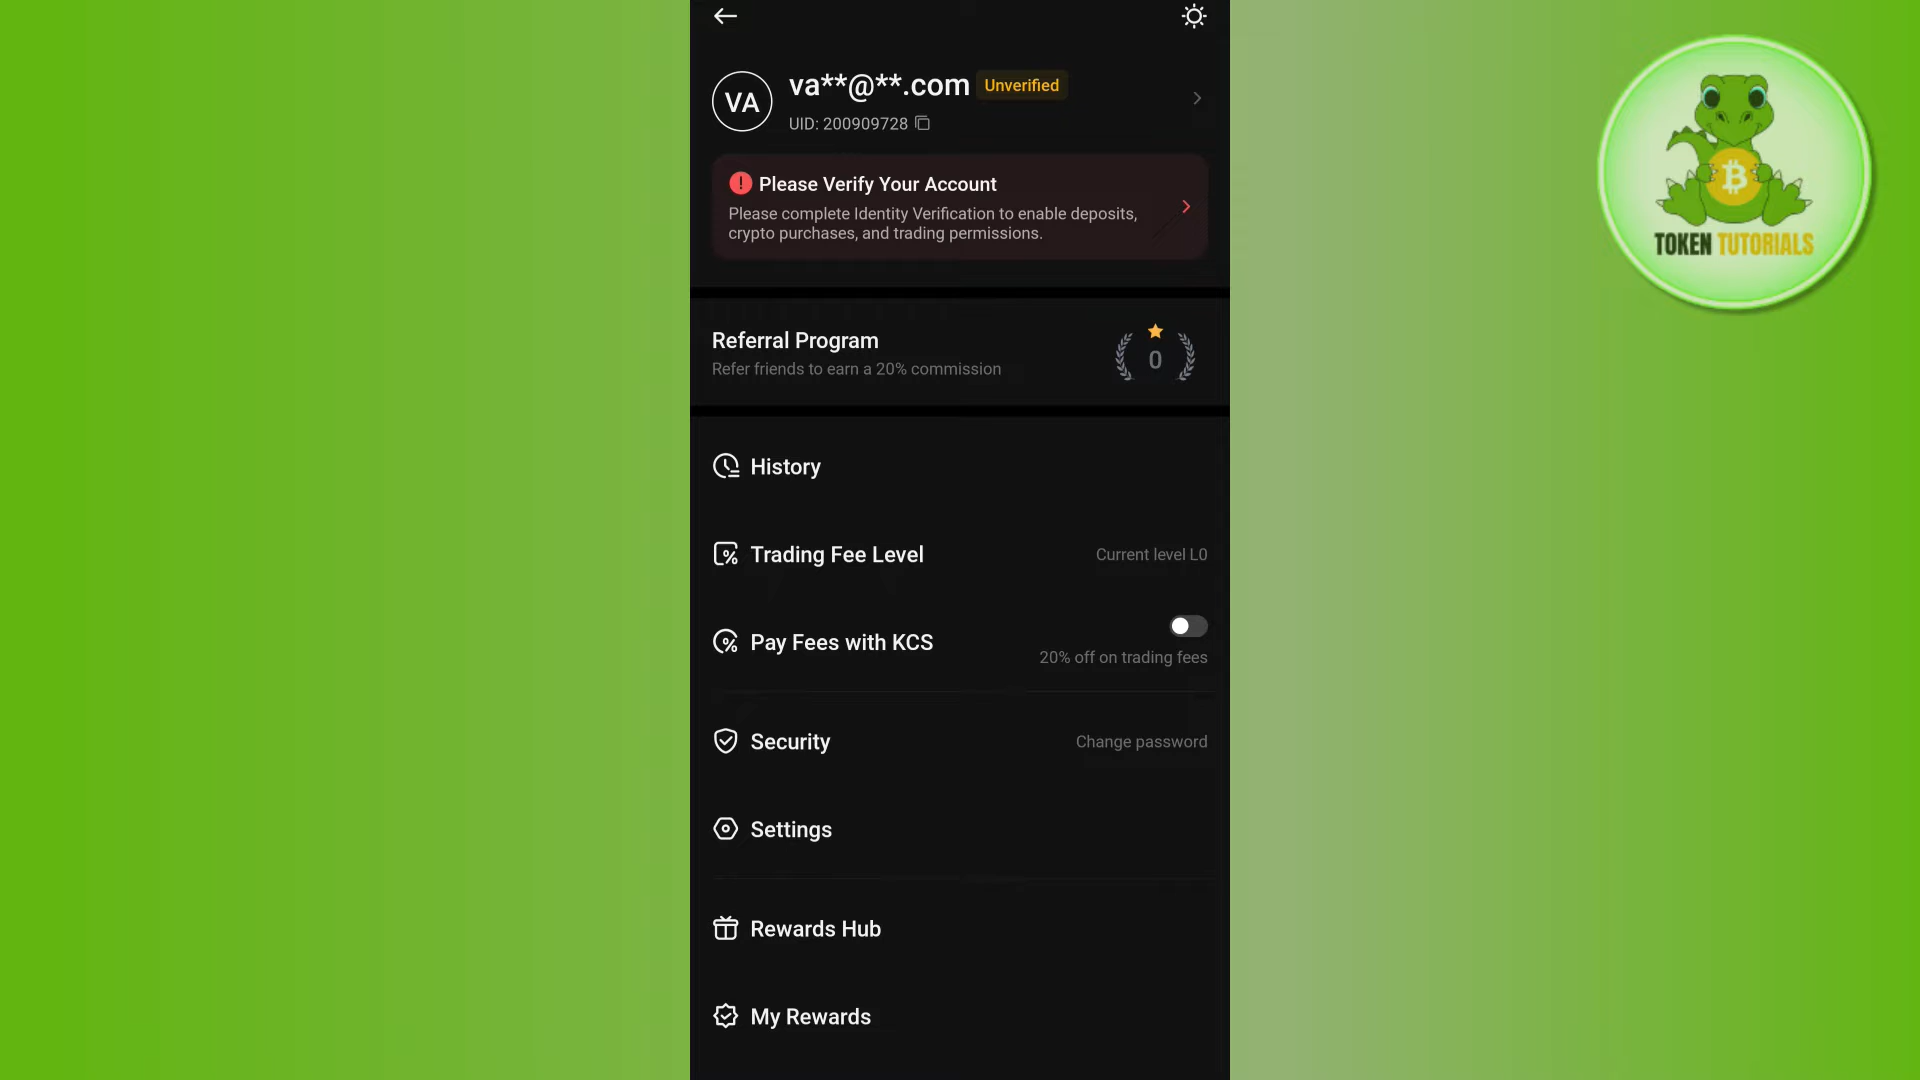 va**@**.com Unverified
VA
UID: 200909728
Please Verify Your Account
Please complete Identity Verification to enable deposits,
crypto purchases, and trading permissions.
Referral Program
Refer friends to earn a 20% commission
0
History
Trading Fee Level Current level L0
Pay Fees with KCS
20% off on trading fees
Security Change password
Settings
Rewards Hub
My Rewards
TOKEN TUTORIALS